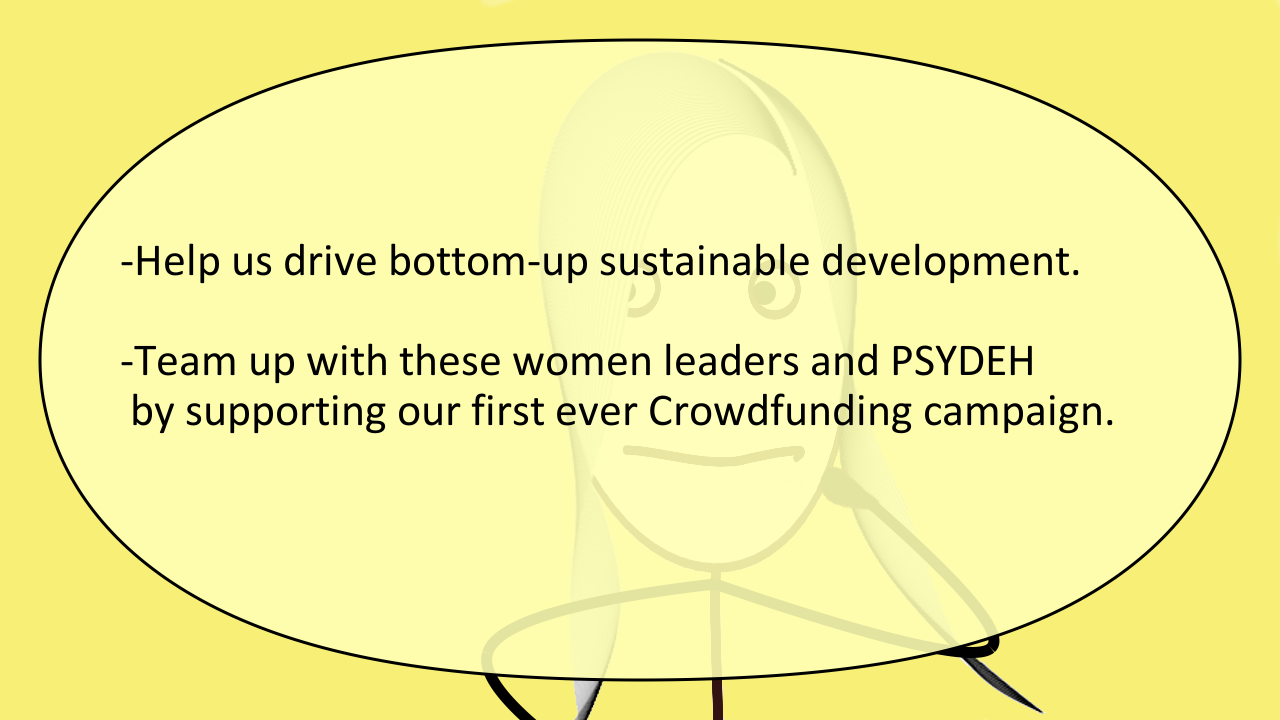 -Help us drive bottom-up sustainable development.
-Team up with these women leaders and PSYDEH
by supporting our first ever Crowdfunding campaign.